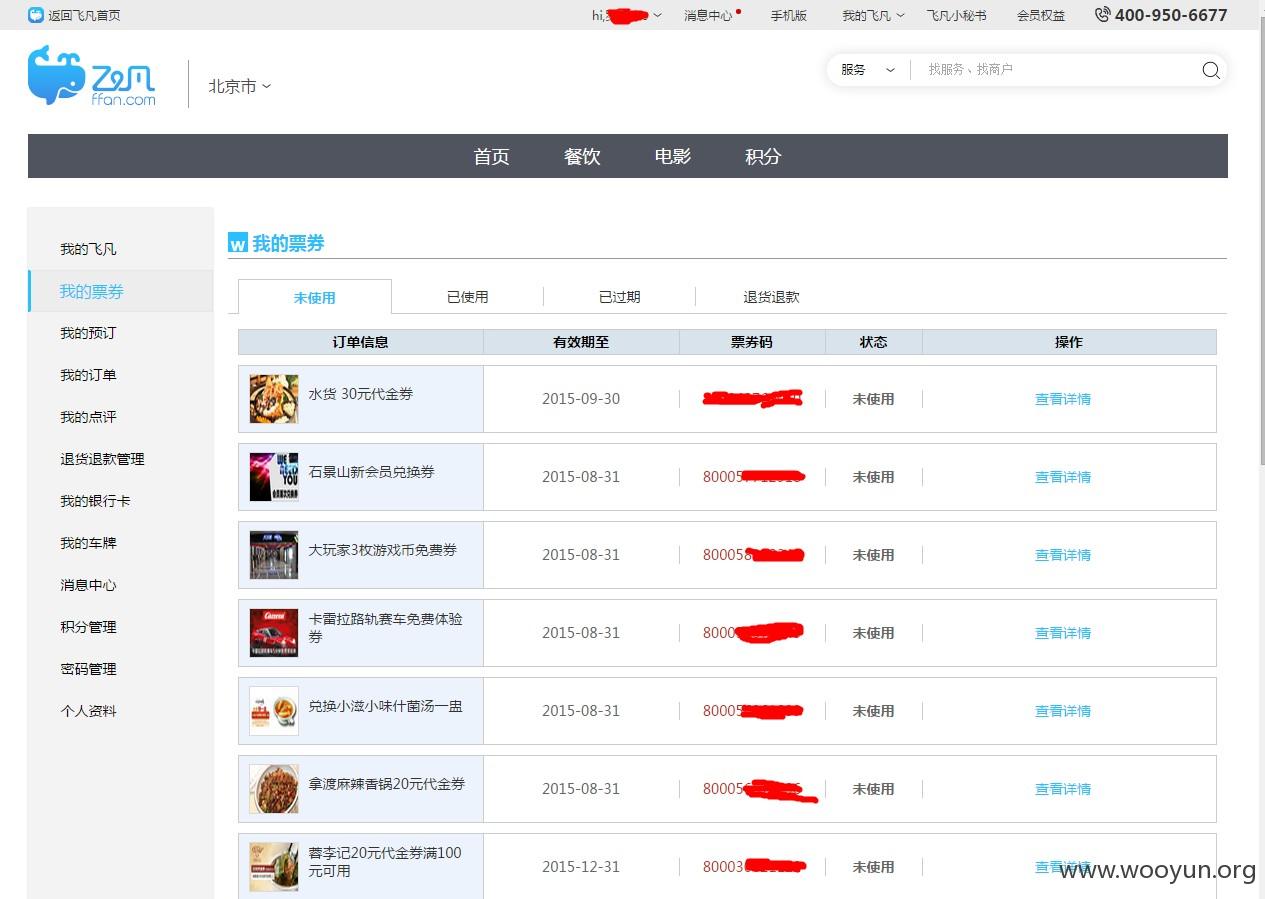 返回飞凡首页
hi,
消息中心
手机版
我的飞凡
飞凡小秘书
会员权益
400-950-6677
飞凡
ffan.com
北京市
服务
找服务、找商户
首页
餐饮
电影
积分
我的飞凡
我的票券
我的预订
我的订单
我的点评
退货退款管理
我的银行卡
我的车牌
消息中心
积分管理
密码管理
个人资料
w 我的票券
未使用
已使用
已过期
退货退款
订单信息 有效期至 票券码 状态 操作
水货 30元代金券
2015-09-30
未使用
查看详情
石景山新会员兑换券
2015-08-31
80005
未使用
查看详情
大玩家3枚游戏币免费券
2015-08-31
80005
未使用
查看详情
卡雷拉路轨赛车免费体验
券
2015-08-31
8000
未使用
查看详情
兑换小滋小味什菌汤一盅
2015-08-31
80005
未使用
查看详情
拿渡麻辣香锅20元代金券
2015-08-31
80005
未使用
查看详情
蓉李记20元代金券满100
元可用
2015-12-31
80003
未使用
查看详情
www.wooyun.org